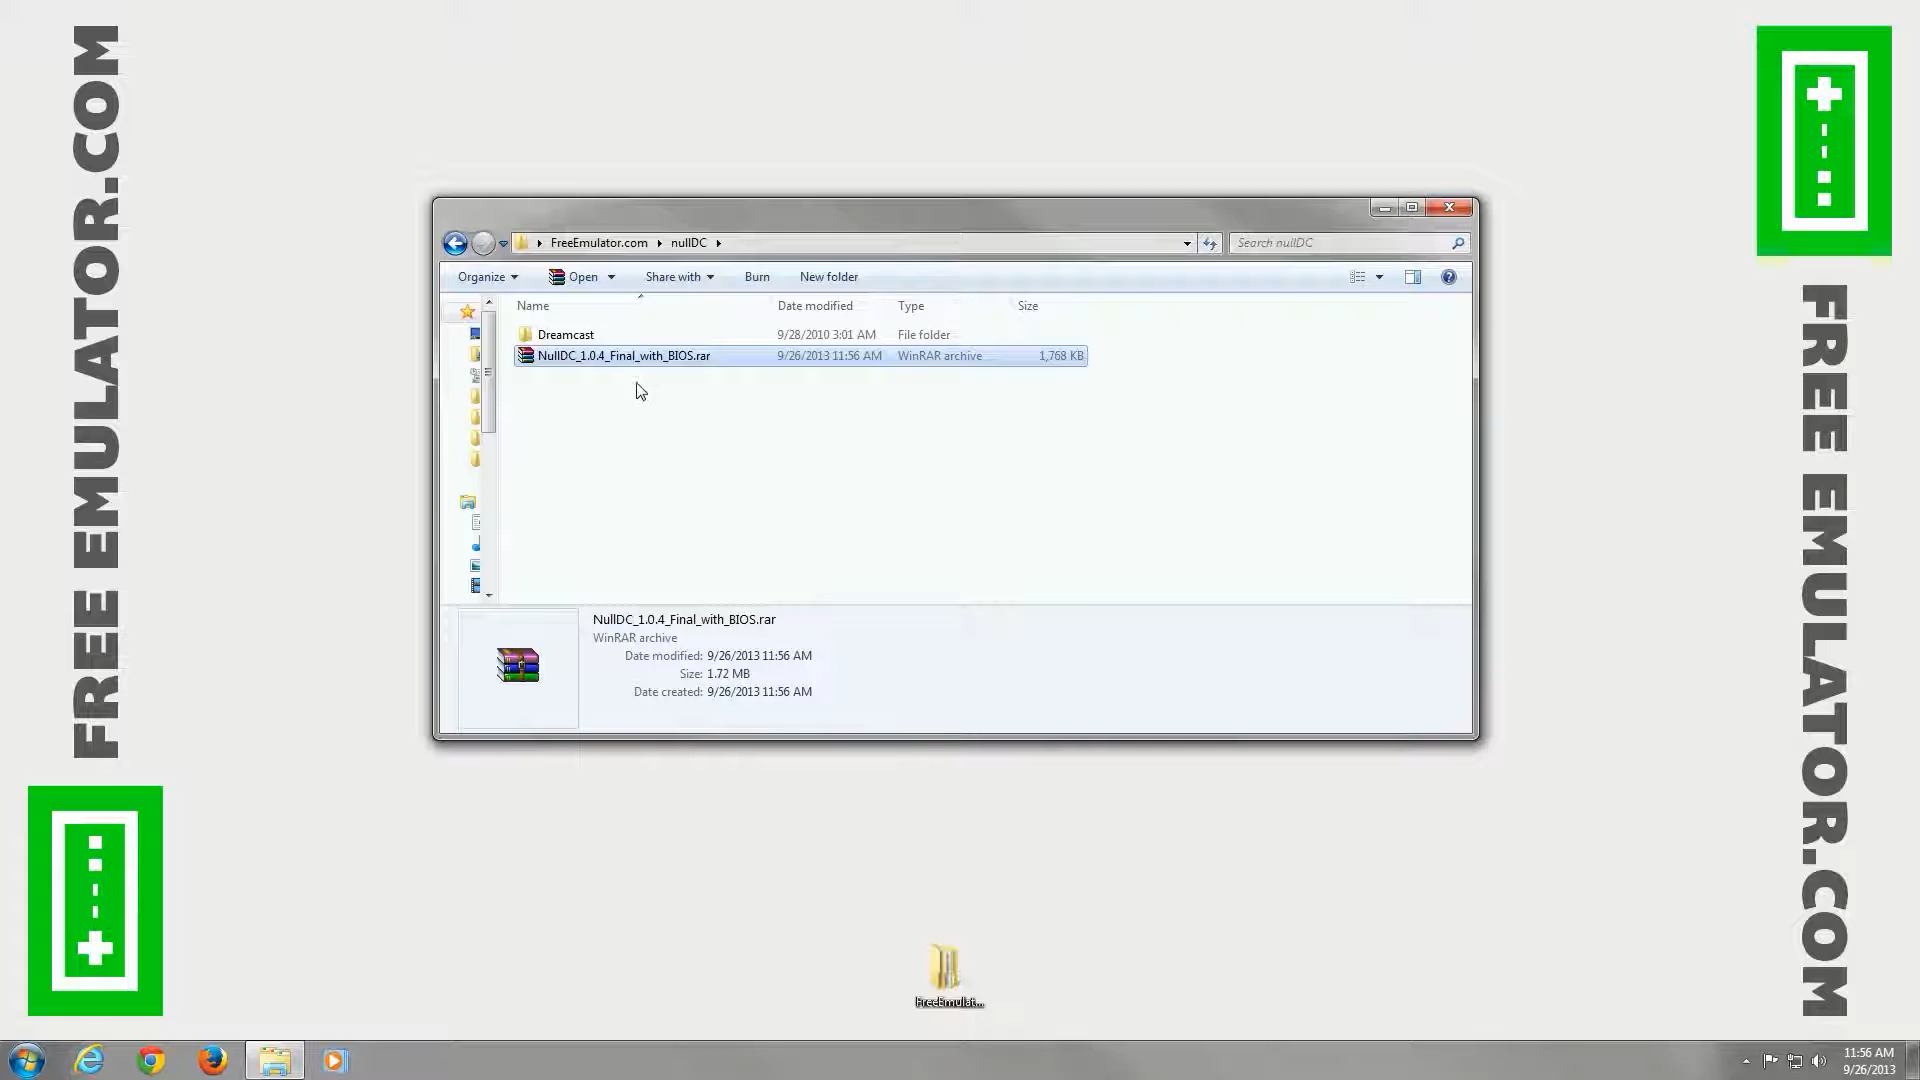 FREE EMULATOR.COM
FreeEmulator.com
nullDC
Search nullDC
Organize
Open
Share with
Burn
New folder
Name
Date modified
Type
Size
Dreamcast
9/28/2010 3:01 AM
File folder
NullDC_1.0.4_Final_with_BIOS.rar
9/26/2013 11:56 AM
WinRAR archive
1,768 KB
NullDC_1.0.4_Final_with_BIOS.rar
WinRAR archive
Date modified: 9/26/2013 11:56 AM
Size: 1.72 MB
Date created: 9/26/2013 11:56 AM
FREE EMULATOR.COM
FreeEmulat...
11:56 AM
9/26/2013